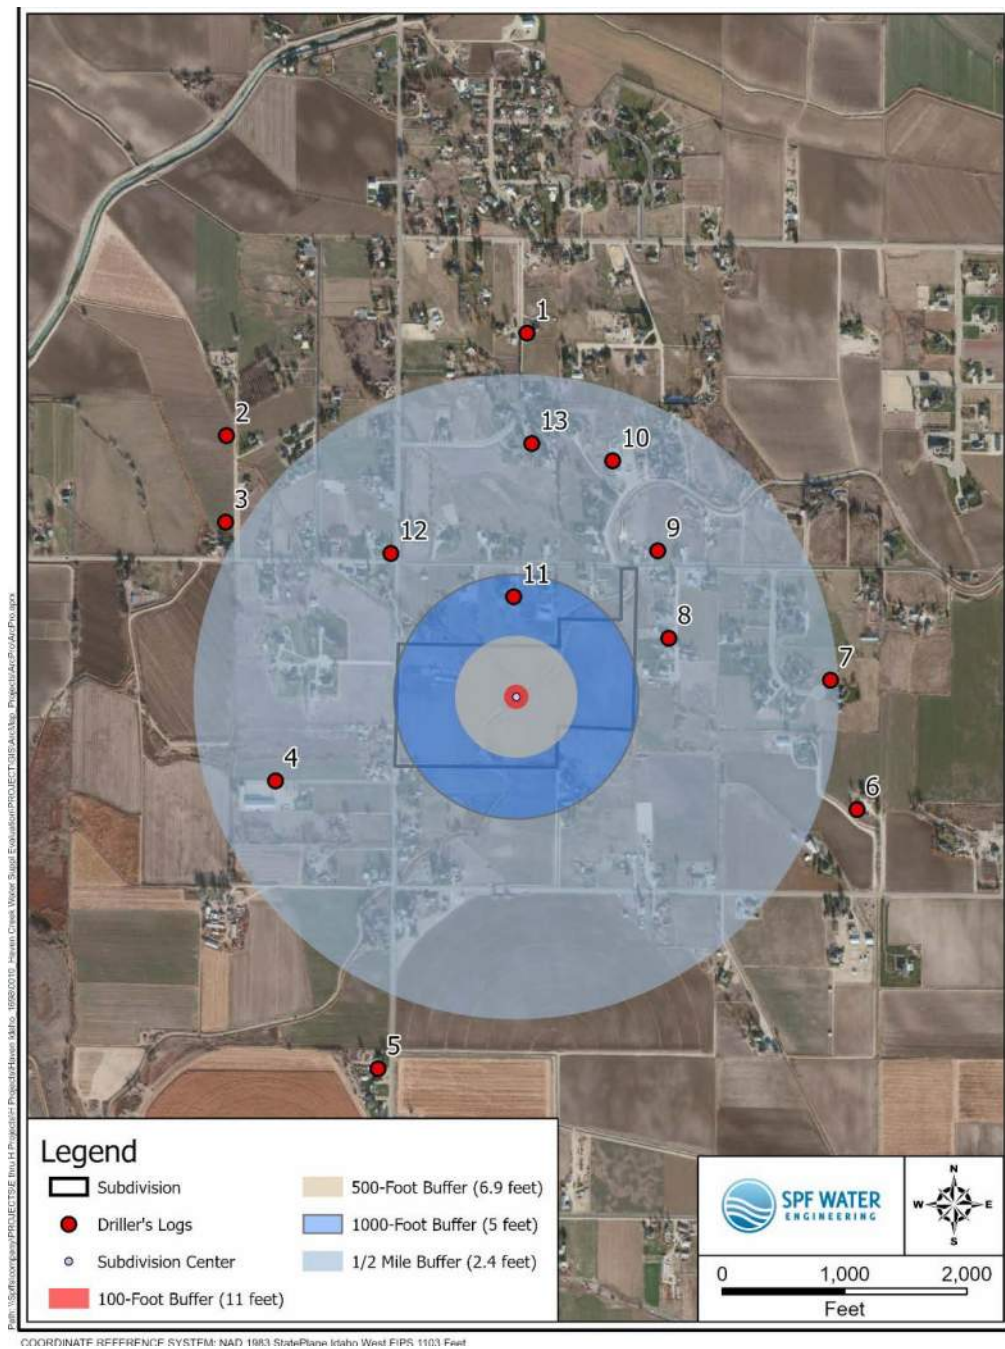 1
2
13
10
3
12
9
11
8
7
4
6
5
Legend
Subdivision
Driller's Logs
Subdivision Center
100-Foot Buffer (11 feet)
500-Foot Buffer (6.9 feet)
1000-Foot Buffer (5 feet)
1/2 Mile Buffer (2.4 feet)
SPF WATER
ENGINEERING
N
W E
S
0 1,000 2,000
Feet
COORDINATE REFERENCE SYSTEM: NAD 1983 StatePlane Idaho West FIPS 1103 Feet